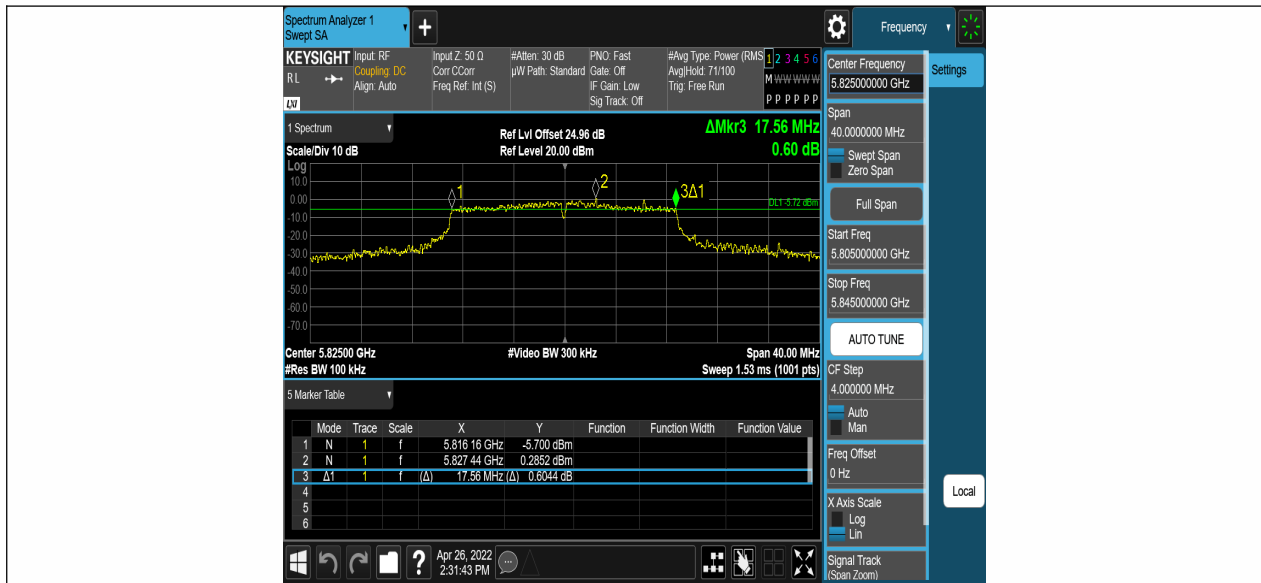 Spectrum Analyzer 1
Swept SA
+
Frequency
KEYSIGHT
RL
LXI
Input: RF
Coupling: DC
Align: Auto
Input Z: 50 Ω
Corr CCorr
Freq Ref: Int (S)
#Atten: 30 dB
µW Path: Standard
PNO: Fast
Gate: Off
IF Gain: Low
Sig Track: Off
#Avg Type: Power (RMS
Avg|Hold: 71/100
Trig: Free Run
1 2 3 4 5 6
M W W W W W
P P P P P P
1 Spectrum
Scale/Div 10 dB
Ref Lvl Offset 24.96 dB
Ref Level 20.00 dBm
ΔMkr3 17.56 MHz
0.60 dB
Log
10.0
0.00
-10.0
-20.0
-30.0
-40.0
-50.0
-60.0
-70.0
1
2
3Δ1
DL1 -5.72 dBm
Center 5.82500 GHz
#Video BW 300 kHz
Span 40.00 MHz
#Res BW 100 kHz
Sweep 1.53 ms (1001 pts)
5 Marker Table
Mode Trace Scale X Y Function Function Width Function Value
1 N 1 f 5.816 16 GHz -5.700 dBm
2 N 1 f 5.827 44 GHz 0.2852 dBm
3 Δ1 1 f (Δ) 17.56 MHz (Δ) 0.6044 dB
4
5
6
?
Apr 26, 2022
2:31:43 PM
Center Frequency
5.825000000 GHz
Settings
Span
40.0000000 MHz
Swept Span
Zero Span
Full Span
Start Freq
5.805000000 GHz
Stop Freq
5.845000000 GHz
AUTO TUNE
CF Step
4.000000 MHz
Auto
Man
Freq Offset
0 Hz
Local
X Axis Scale
Log
Lin
Signal Track
(Span Zoom)